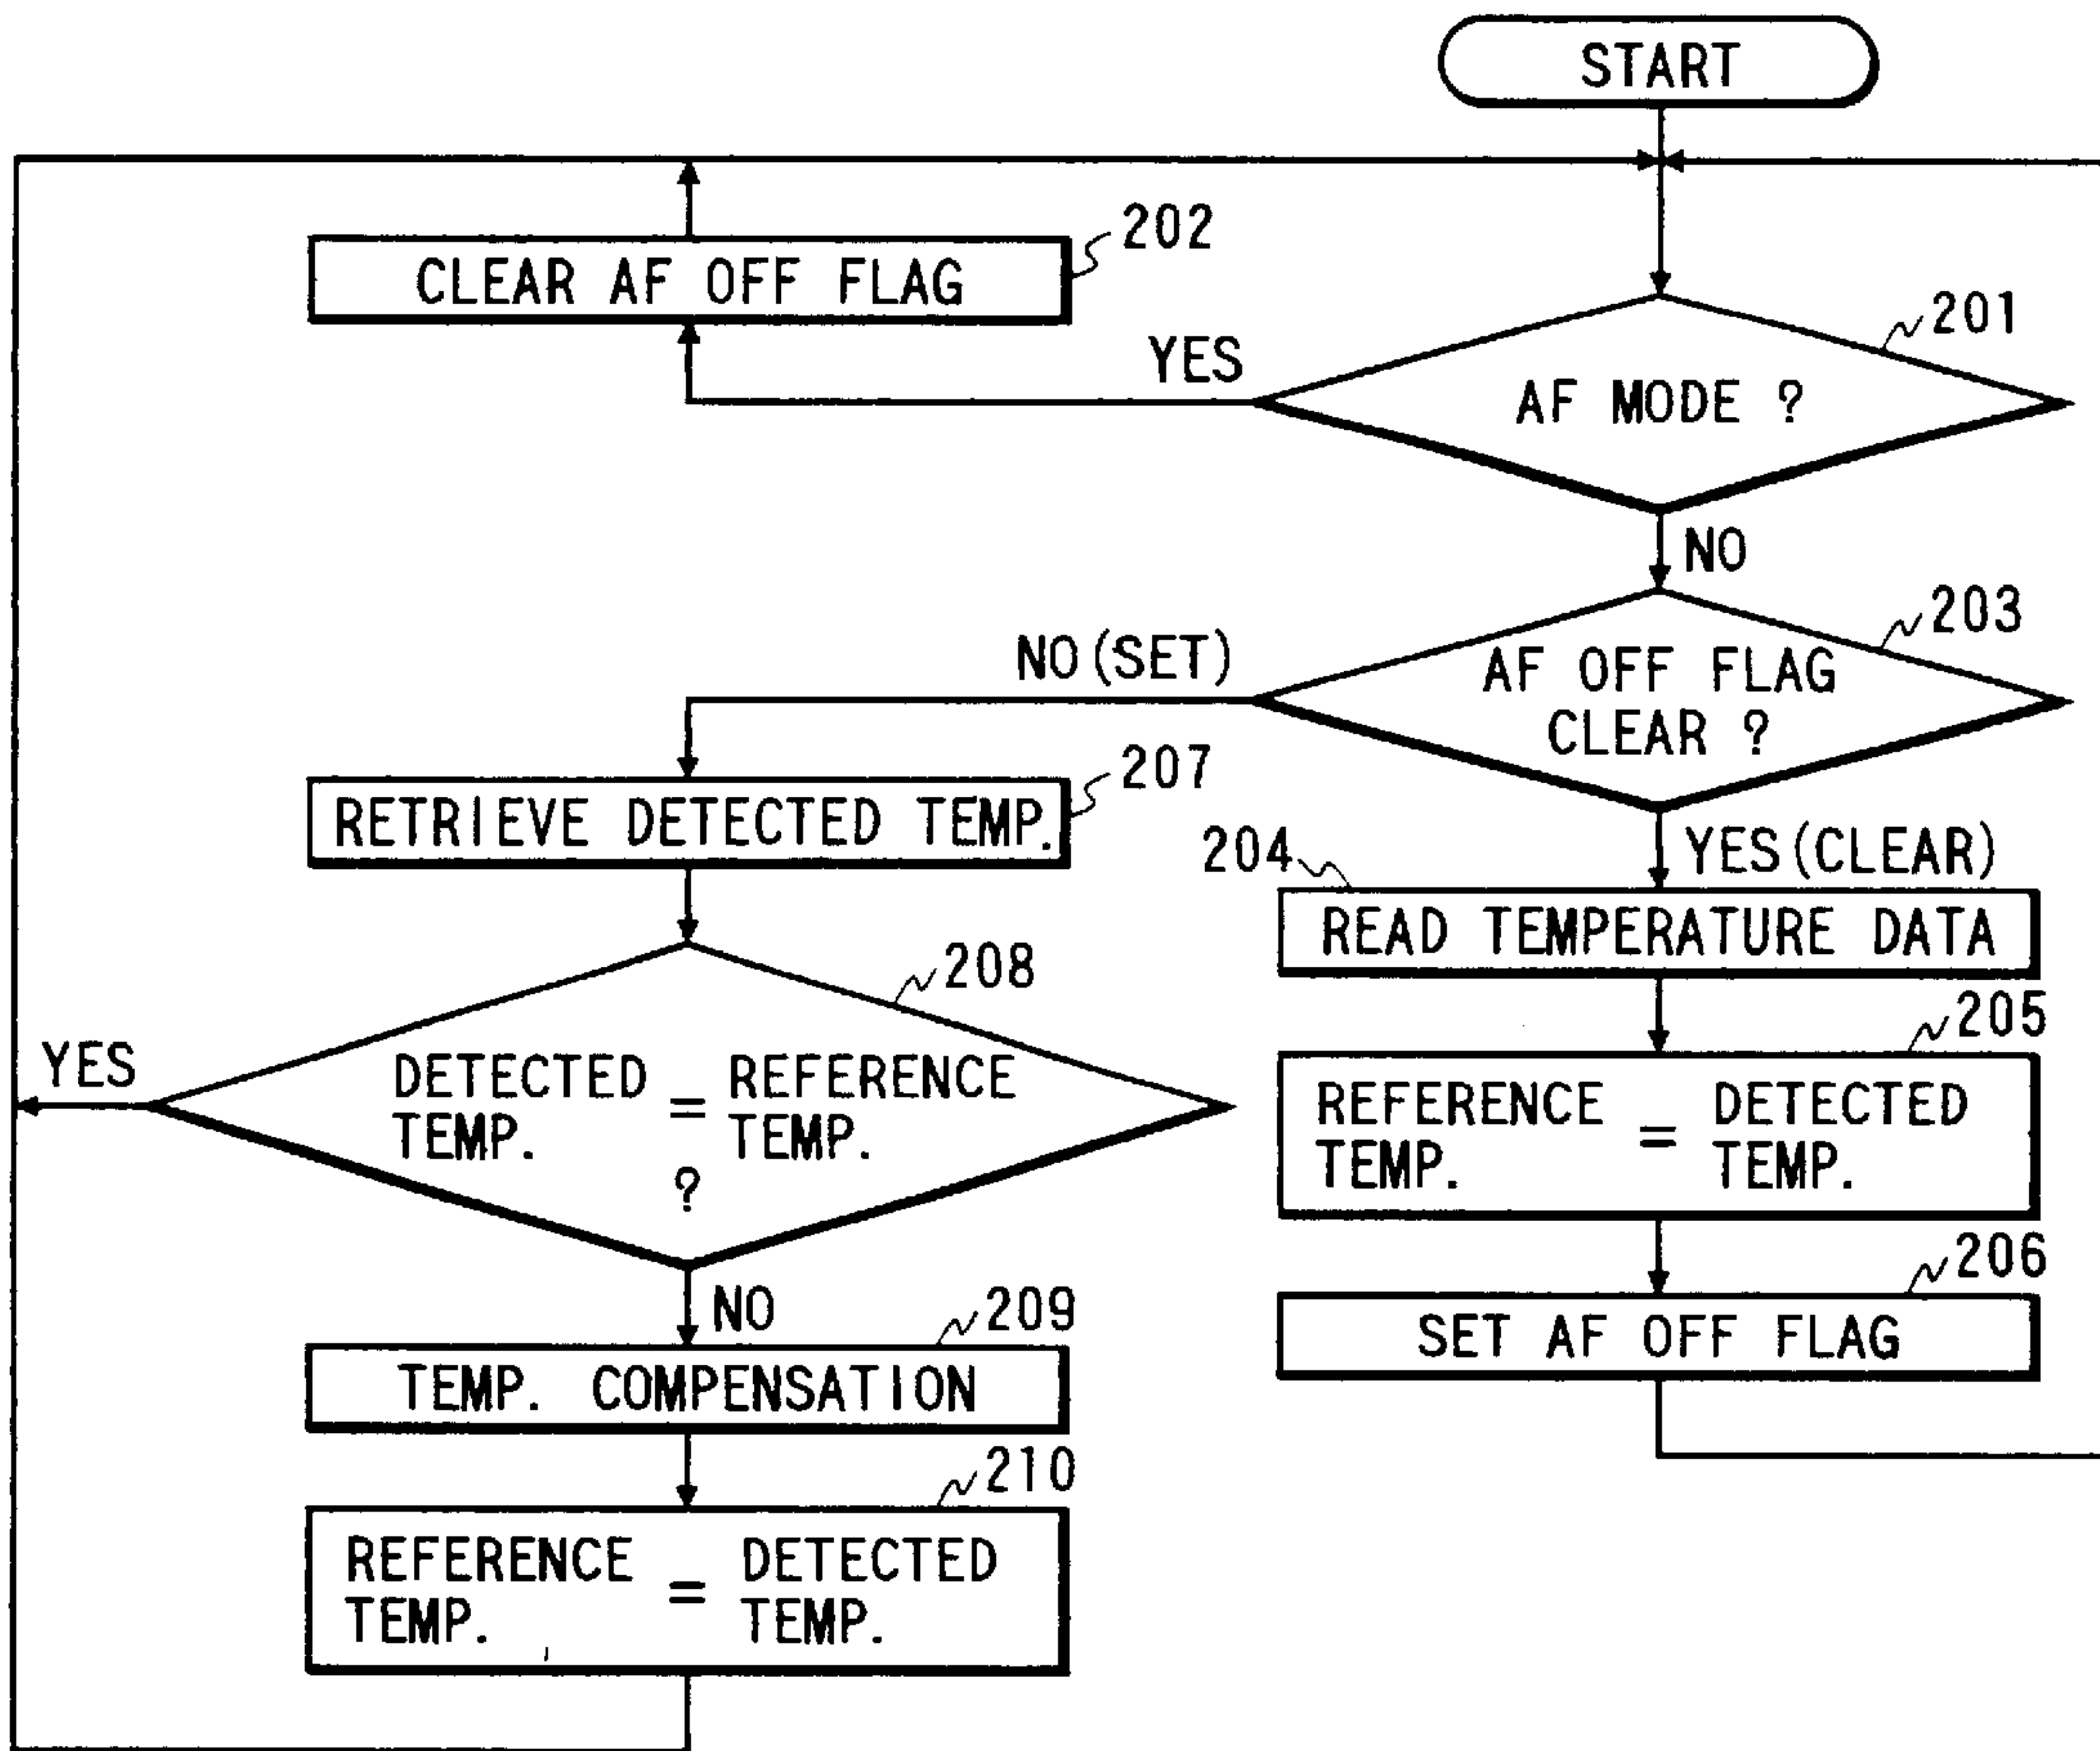 START
202
CLEAR AF OFF FLAG
201
YES
AF MODE ?
NO
203
NO(SET)
AF OFF FLAG
CLEAR ?
207
RETRIEVE DETECTED TEMP.
YES(CLEAR)
204
READ TEMPERATURE DATA
208
205
YES
DETECTED = REFERENCE
TEMP. TEMP.
?
REFERENCE = DETECTED
TEMP. TEMP.
206
NO
209
SET AF OFF FLAG
TEMP. COMPENSATION
210
REFERENCE = DETECTED
TEMP. TEMP.